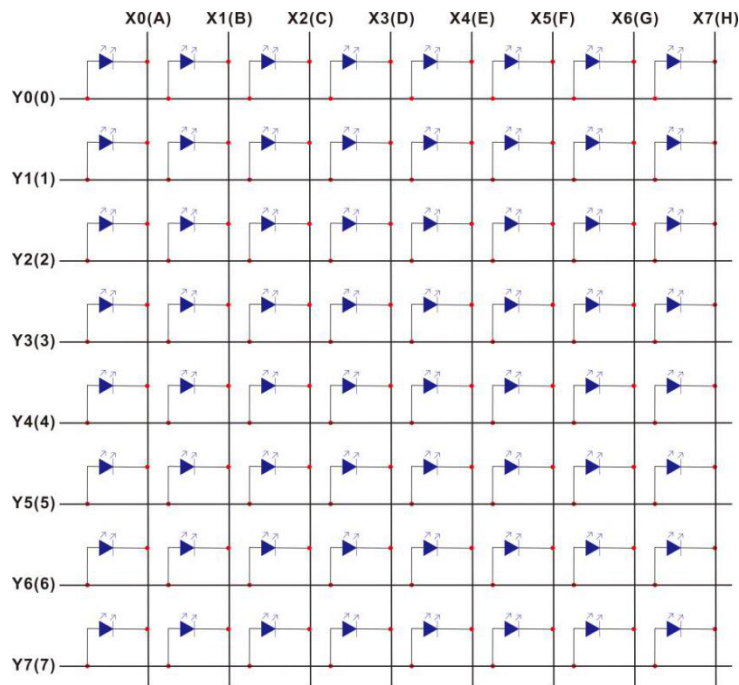 X0(A) X1(B) X2(C) X3(D) X4(E) X5(F) X6(G) X7(H)
Y0(0)
Y1(1)
Y2(2)
Y3(3)
Y4(4)
Y5(5)
Y6(6)
Y7(7)